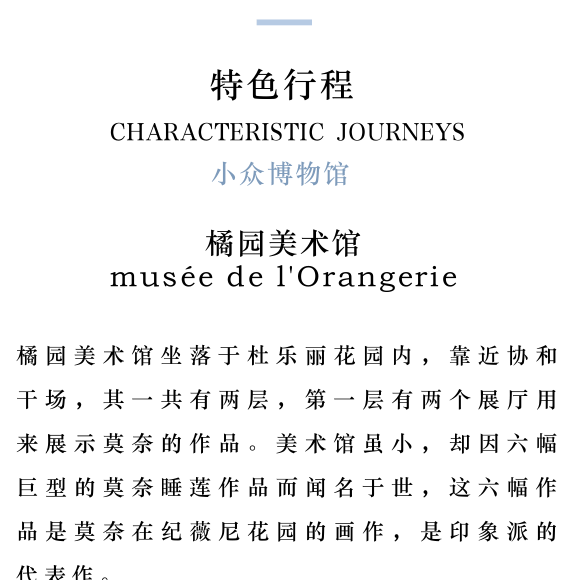 特色行程
CHARACTERISTIC JOURNEYS
小众博物馆
橘园美术馆
musée de l'Orangerie
橘园美术馆坐落于杜乐丽花园内，靠近协和
干场，其一共有两层，第一层有两个展厅用
来展示莫奈的作品。美术馆虽小，却因六幅
巨型的莫奈睡莲作品而闻名于世，这六幅作
品是莫奈在纪薇尼花园的画作，是印象派的
代表作。